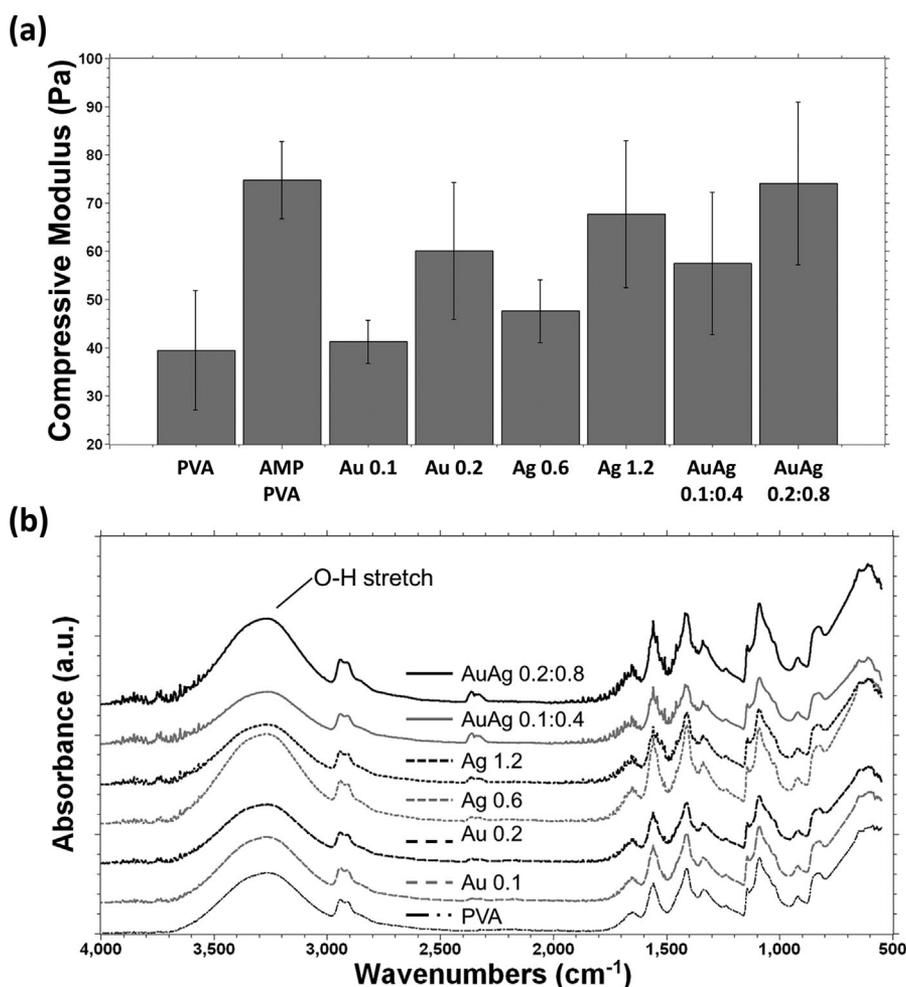 (a)
Compressive Modulus (Pa)
100
90
80
70
60
50
40
30
20
PVA
AMP
PVA
Au 0.1
Au 0.2
Ag 0.6
Ag 1.2
AuAg
0.1:0.4
AuAg
0.2:0.8
(b)
Absorbance (a.u.)
O-H stretch
AuAg 0.2:0.8
AuAg 0.1:0.4
Ag 1.2
Ag 0.6
Au 0.2
Au 0.1
PVA
4,000
3,500
3,000
2,500
2,000
1,500
1,000
500
Wavenumbers (cm⁻¹)